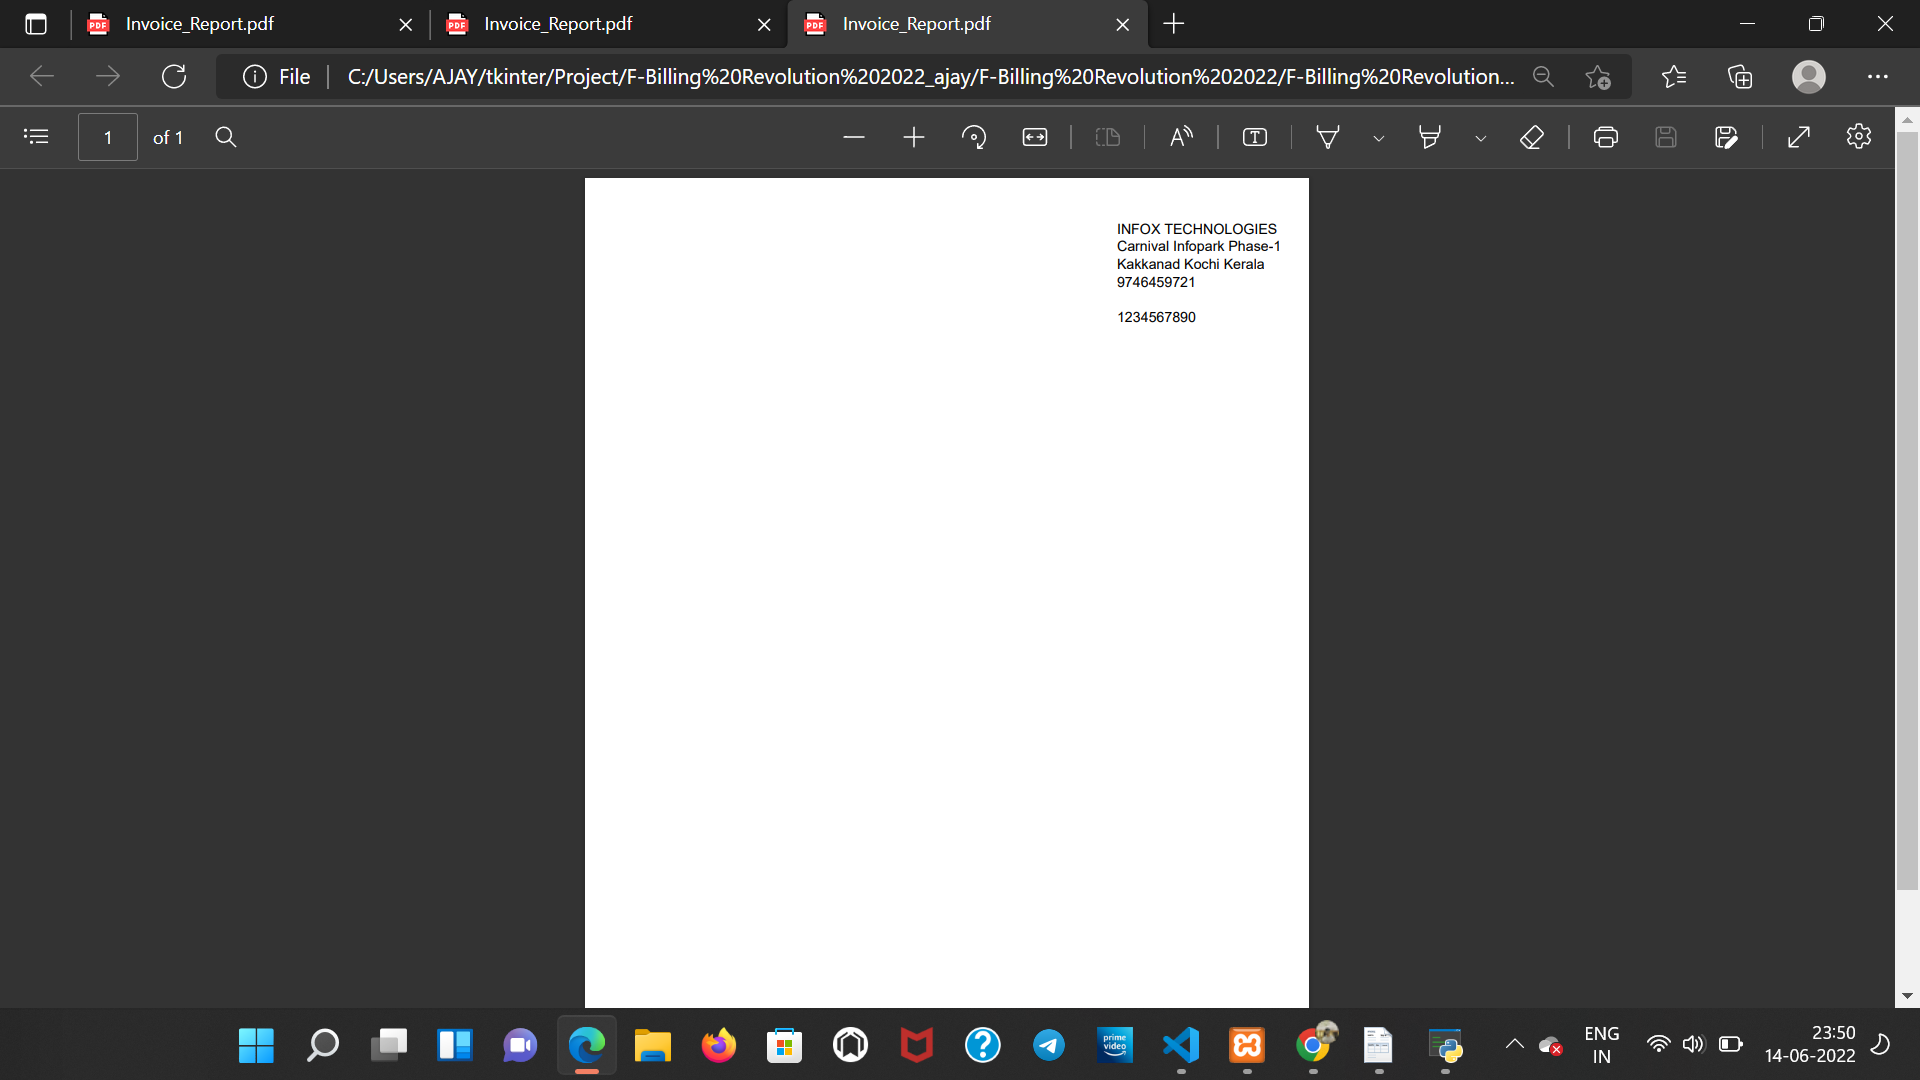 Invoice_Report.pdf
Invoice_Report.pdf
Invoice_Report.pdf
File
C:/Users/AJAY/tkinter/Project/F-Billing%20Revolution%202022_ajay/F-Billing%20Revolution%202022/F-Billing%20Revolution...
1
of 1
INFOX TECHNOLOGIES
Carnival Infopark Phase-1
Kakkanad Kochi Kerala
9746459721
1234567890
prime video
ENG
IN
23:50
14-06-2022